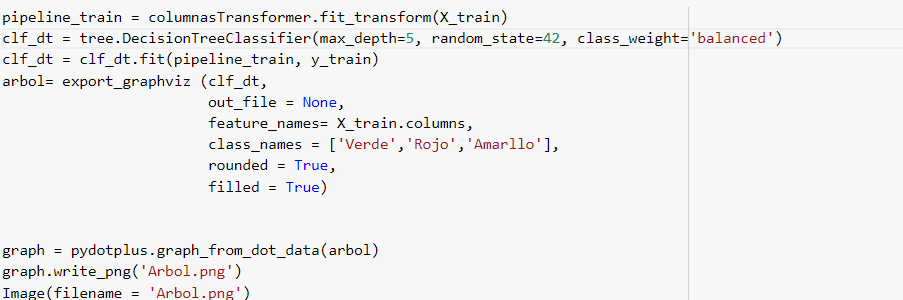 pipeline_train = columnasTransformer.fit_transform(X_train)
clf_dt = tree.DecisionTreeClassifier(max_depth=5, random_state=42, class_weight='balanced')
clf_dt = clf_dt.fit(pipeline_train, y_train)
arbol= export_graphviz (clf_dt,
out_file = None,
feature_names= X_train.columns,
class_names = ['Verde','Rojo','Amarllo'],
rounded = True,
filled = True)
graph = pydotplus.graph_from_dot_data(arbol)
graph.write_png('Arbol.png')
Image(filename = 'Arbol.png')